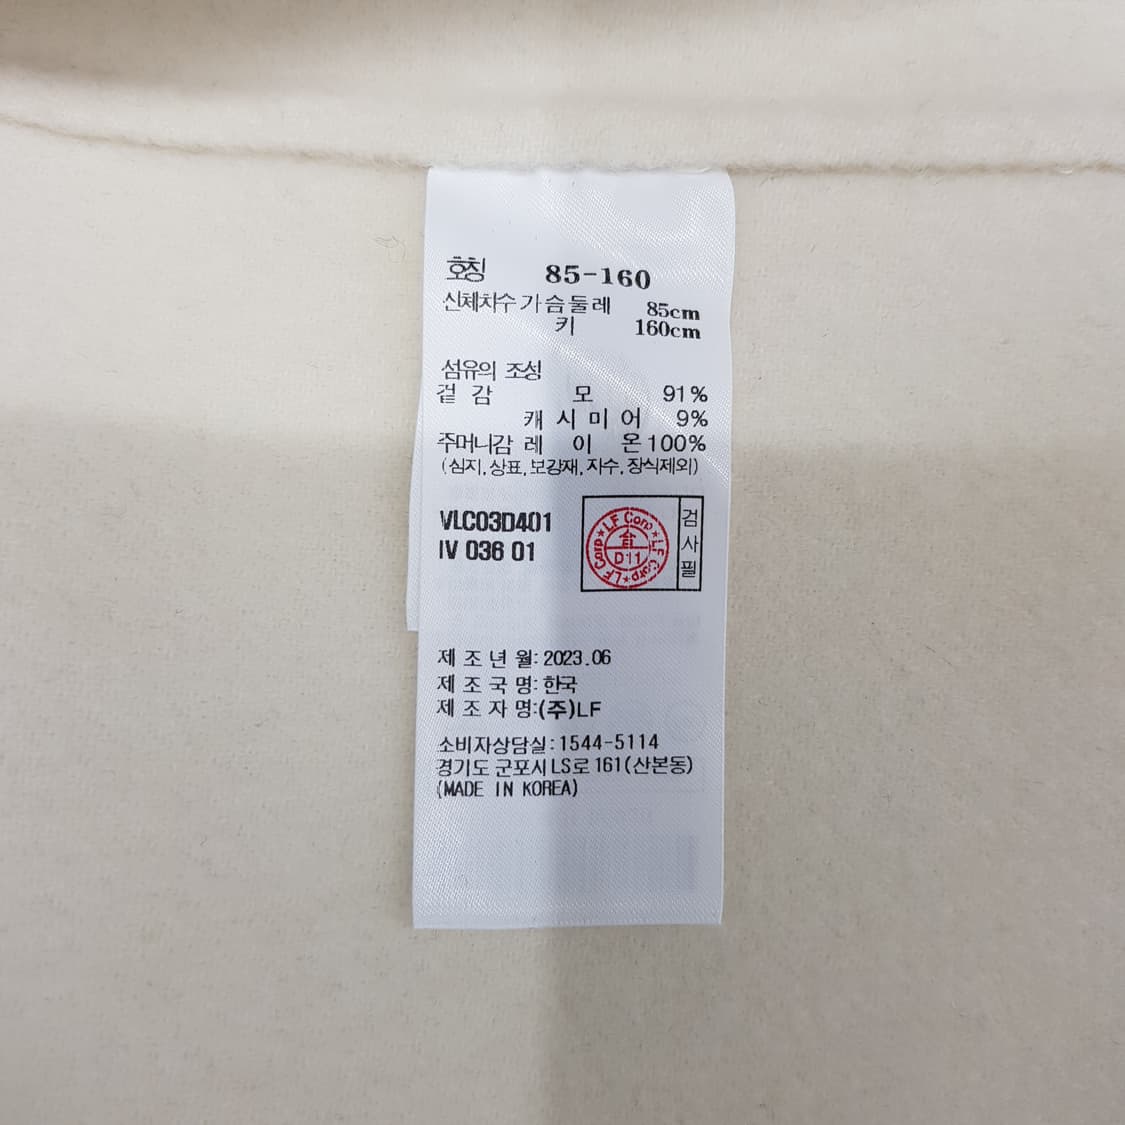 호칭 85-160
신체치수 가슴둘레 85cm
키 160cm
섬유의 조성
겉감 모 91%
캐시미어 9%
주머니감 레이온 100%
(심지,상표,보강재,자수,장식제외)
VLC03D401
IV 036 01
LF Corp★LF Corp★LF Corp★
合
D11
검사필
제조년월:2023.06
제조국명:한국
제조자명:(주)LF
소비자상담실:1544-5114
경기도 군포시 LS로 161(산본동)
(MADE IN KOREA)